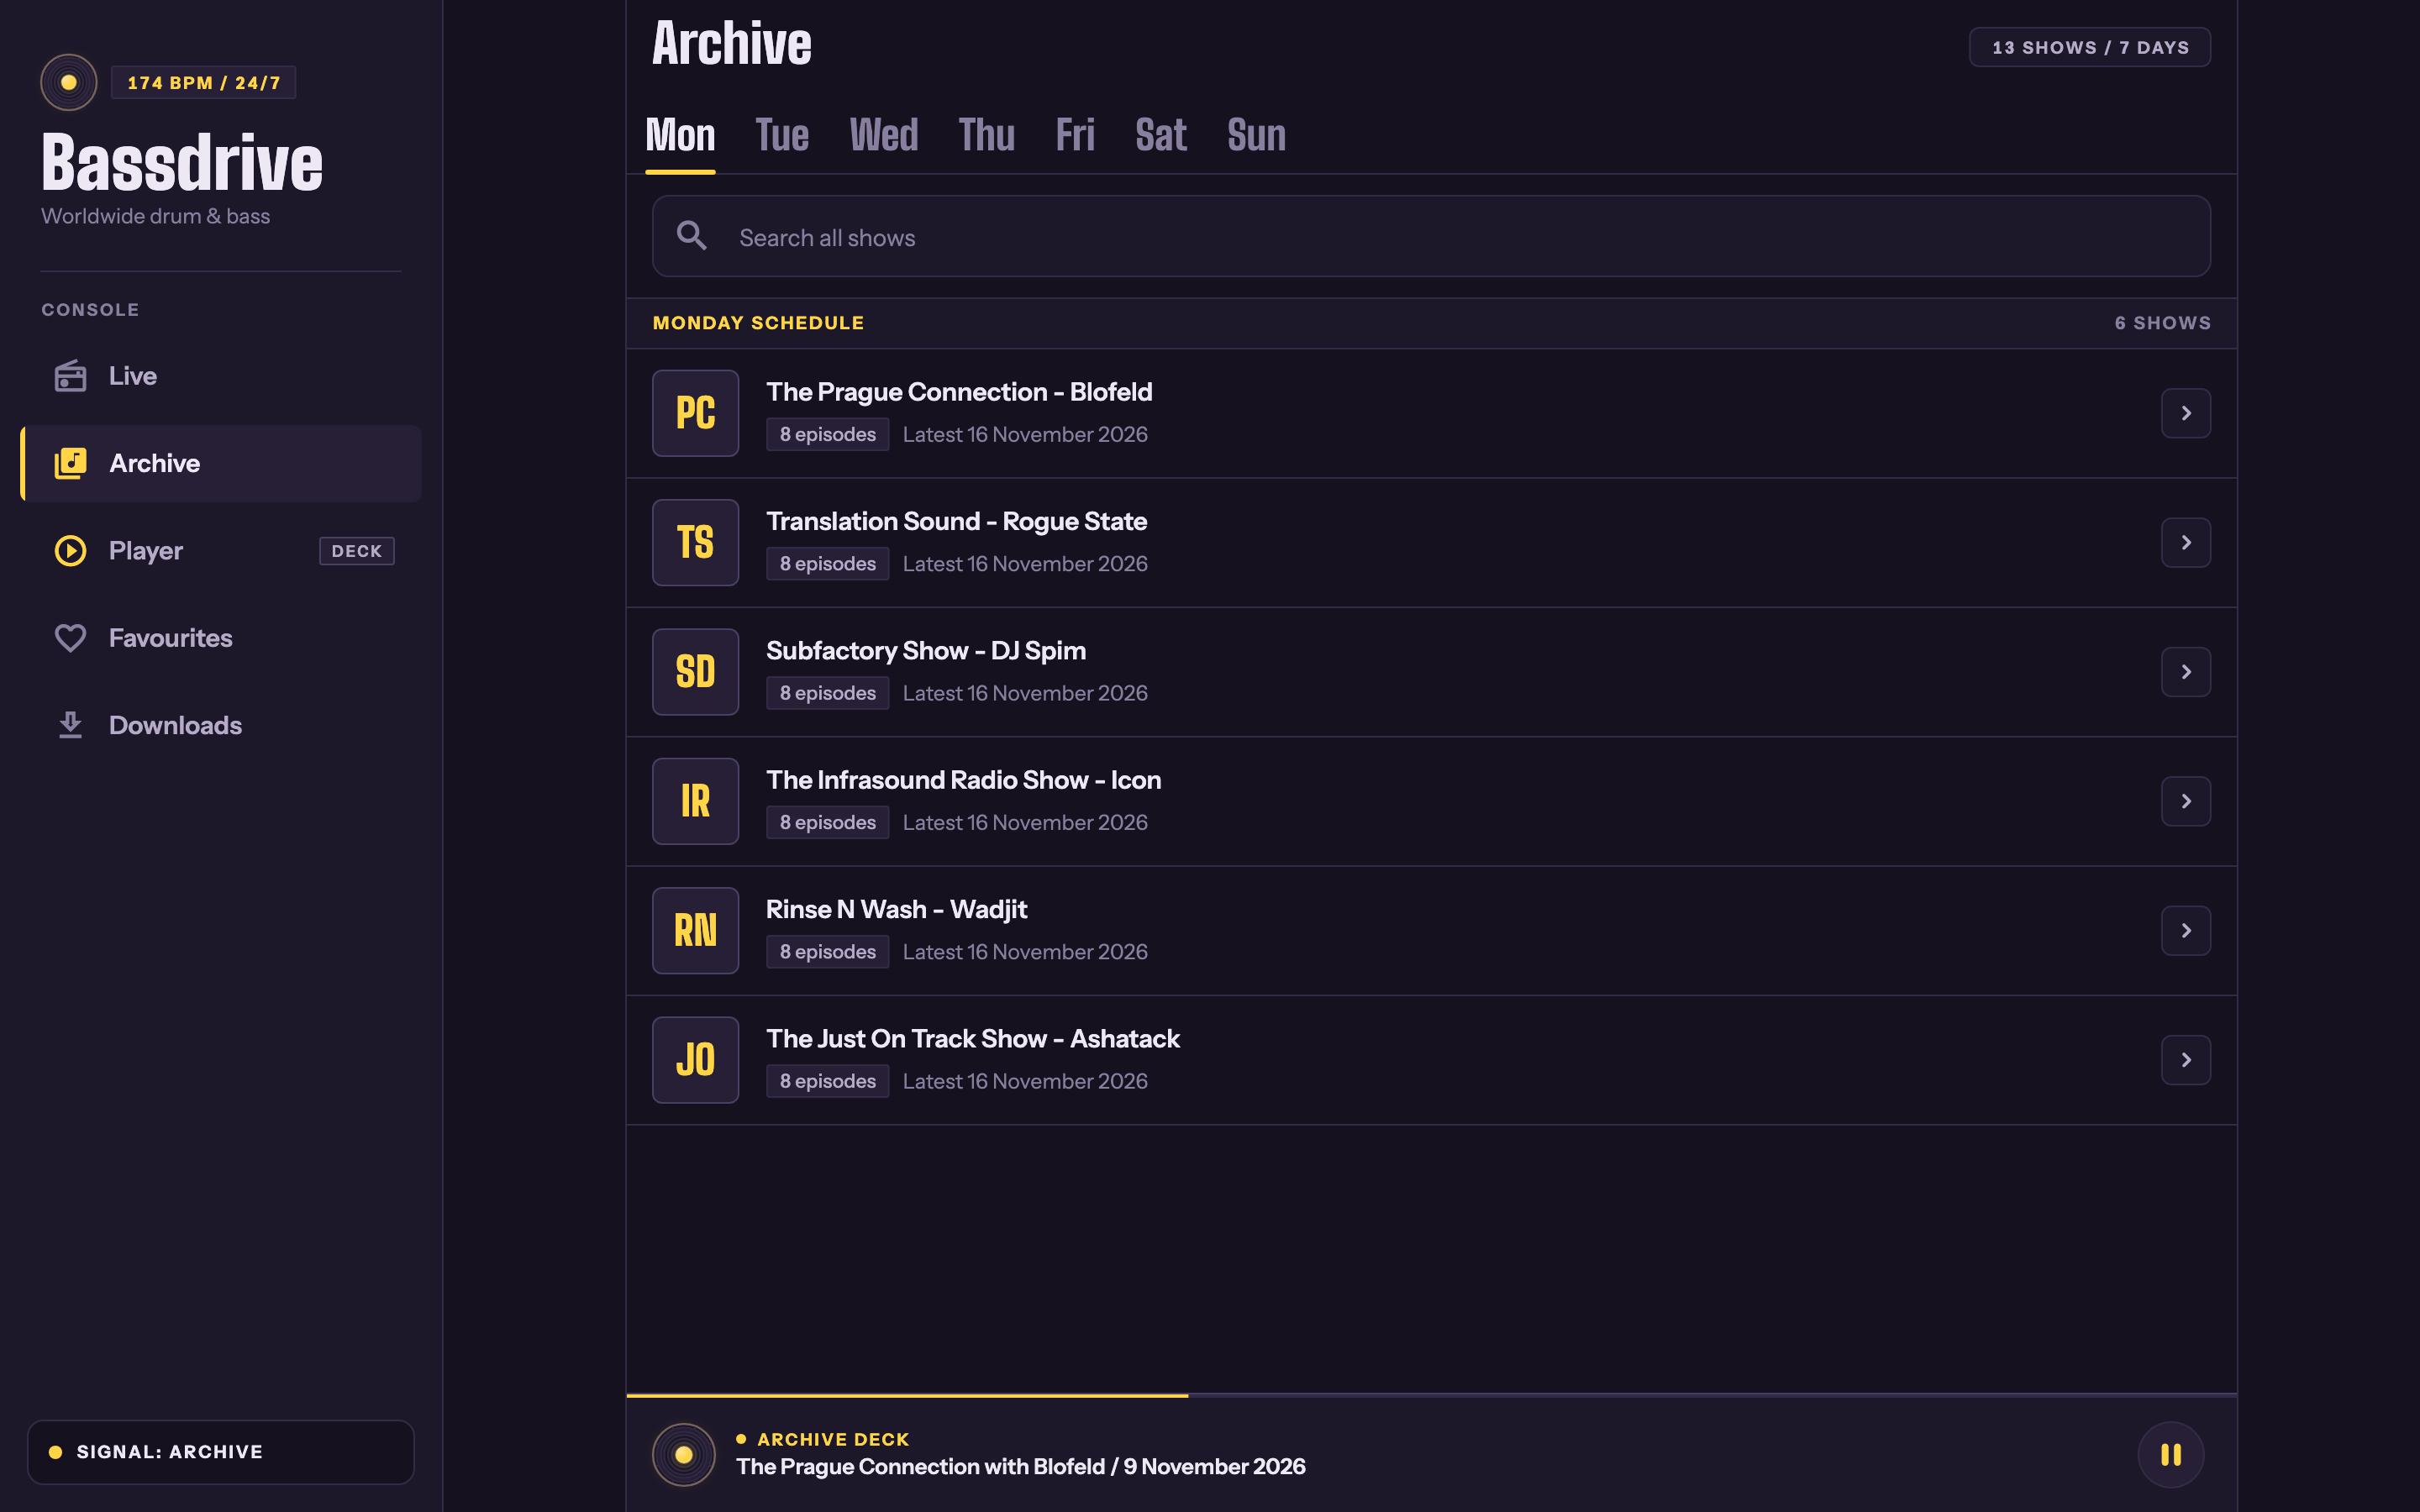 174 BPM / 24/7
Bassdrive
Worldwide drum & bass
CONSOLE
Live
Archive
Player
DECK
Favourites
Downloads
SIGNAL: ARCHIVE
Archive
13 SHOWS / 7 DAYS
Mon Tue Wed Thu Fri Sat Sun
Search all shows
MONDAY SCHEDULE
6 SHOWS
PC
The Prague Connection - Blofeld
8 episodes Latest 16 November 2026
TS
Translation Sound - Rogue State
8 episodes Latest 16 November 2026
SD
Subfactory Show - DJ Spim
8 episodes Latest 16 November 2026
IR
The Infrasound Radio Show - Icon
8 episodes Latest 16 November 2026
RN
Rinse N Wash - Wadjit
8 episodes Latest 16 November 2026
JO
The Just On Track Show - Ashatack
8 episodes Latest 16 November 2026
ARCHIVE DECK
The Prague Connection with Blofeld / 9 November 2026